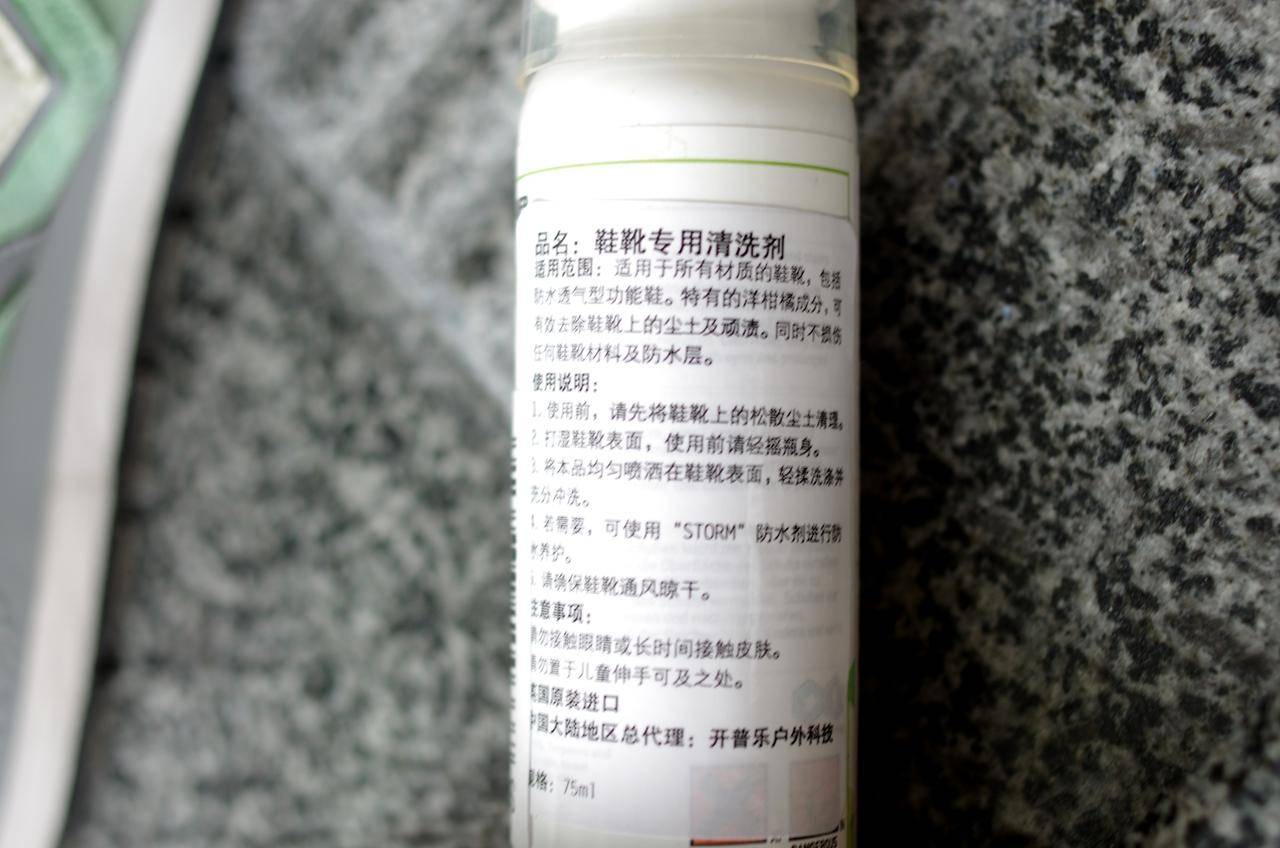 品名：鞋靴专用清洗剂
适用范围：适用于所有材质的鞋靴，包括
防水透气型功能鞋。特有的洋柑橘成分，可
有效去除鞋靴上的尘土及顽渍。同时不损伤
任何鞋靴材料及防水层。
使用说明：
1. 使用前，请先将鞋靴上的松散尘土清理。
2. 打湿鞋靴表面，使用前请轻摇瓶身。
3. 将本品均匀喷洒在鞋靴表面，轻揉洗涤并
充分冲洗。
4. 若需要，可使用“STORM”防水剂进行防
水养护。
5. 请确保鞋靴通风晾干。
注意事项：
请勿接触眼睛或长时间接触皮肤。
请勿置于儿童伸手可及之处。
英国原装进口
中国大陆地区总代理：开普乐户外科技
规格：75ml
DANGEROUS